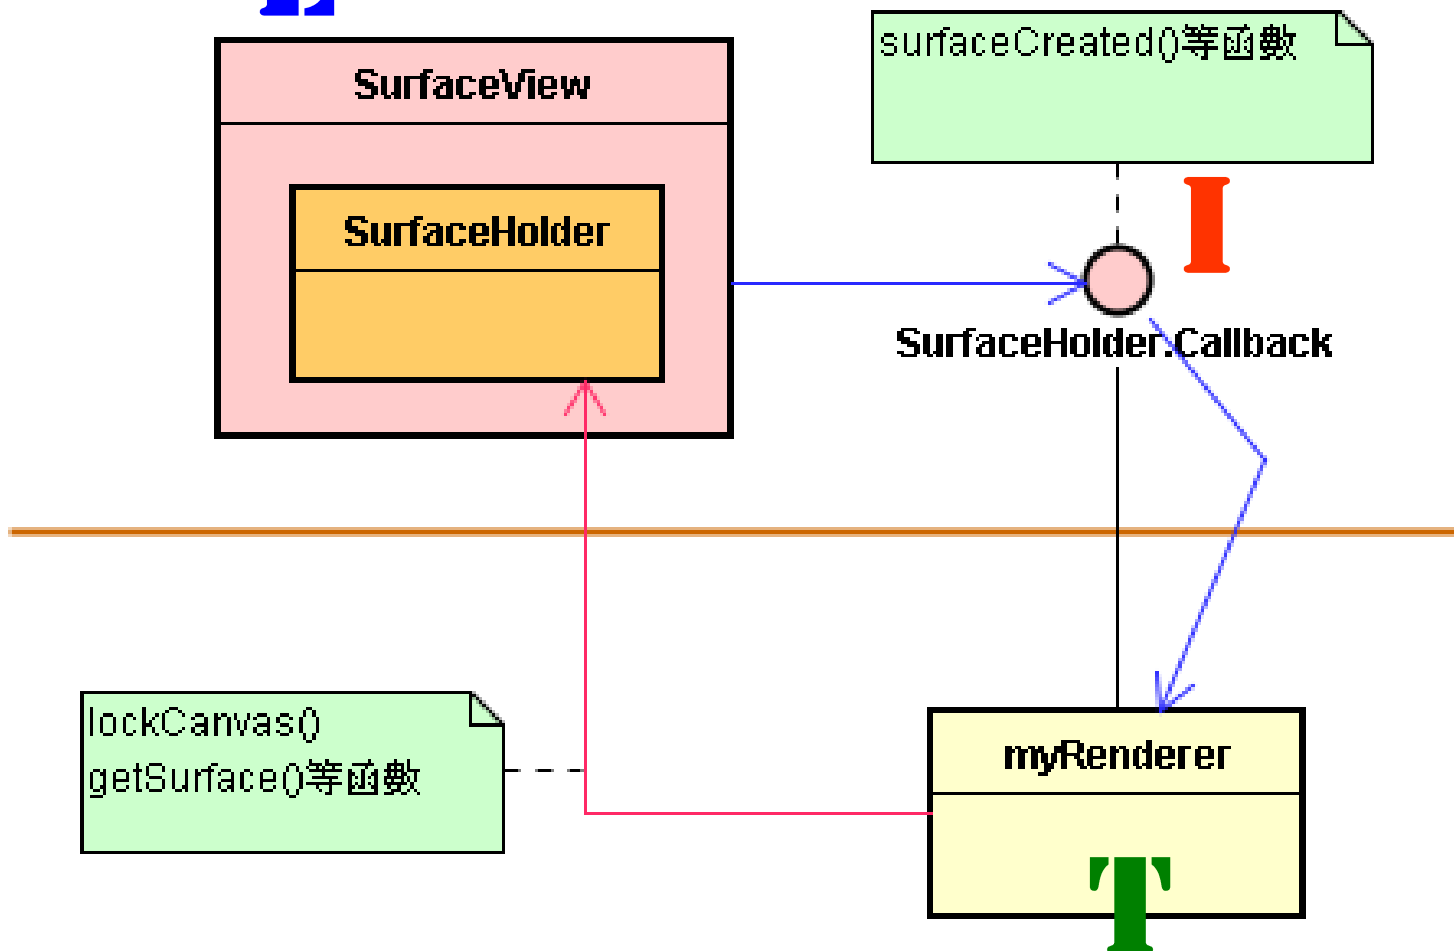 SurfaceView
surfaceCreated()等函數
SurfaceHolder
I
SurfaceHolder.Callback
lockCanvas()
getSurface()等函數
myRenderer
T